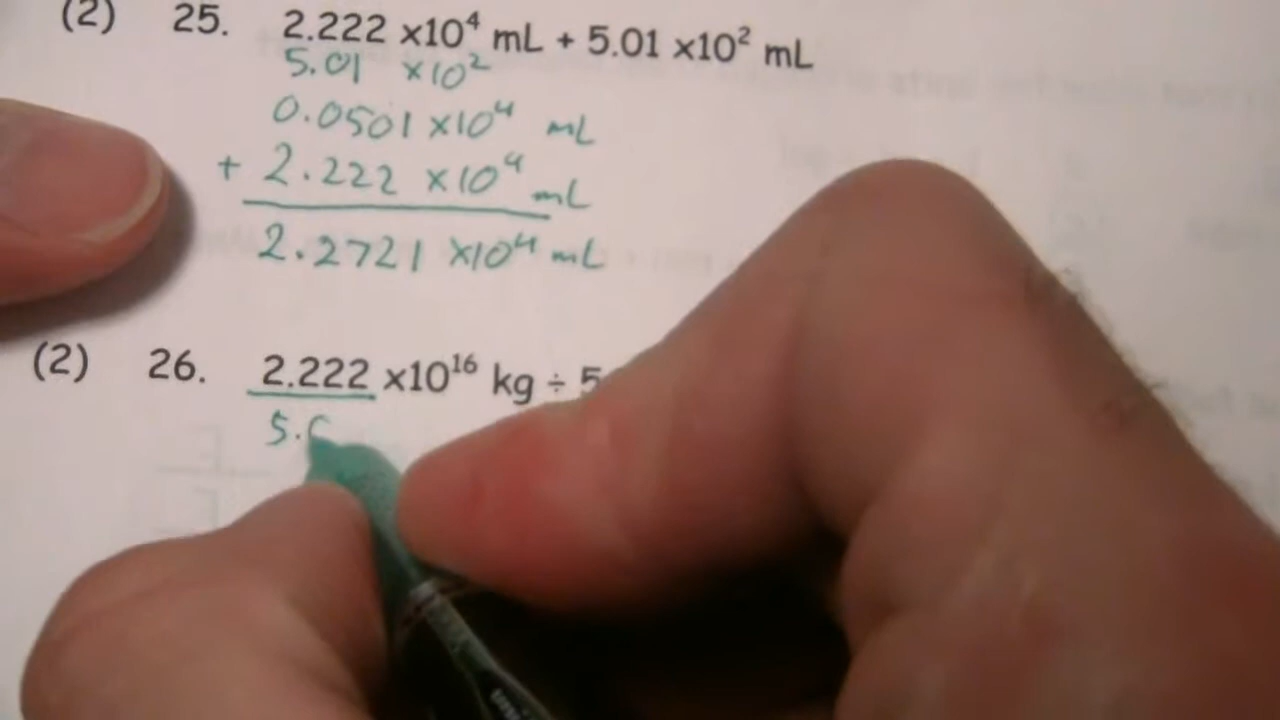 (2) 25. 2.222 x10⁴ mL + 5.01 x10² mL
5.01 x10²
0.0501 x10⁴ mL
+ 2.222 x10⁴ mL
2.2721 x10⁴ mL
(2) 26. 2.222 x10¹⁶ kg ÷ 5
5.